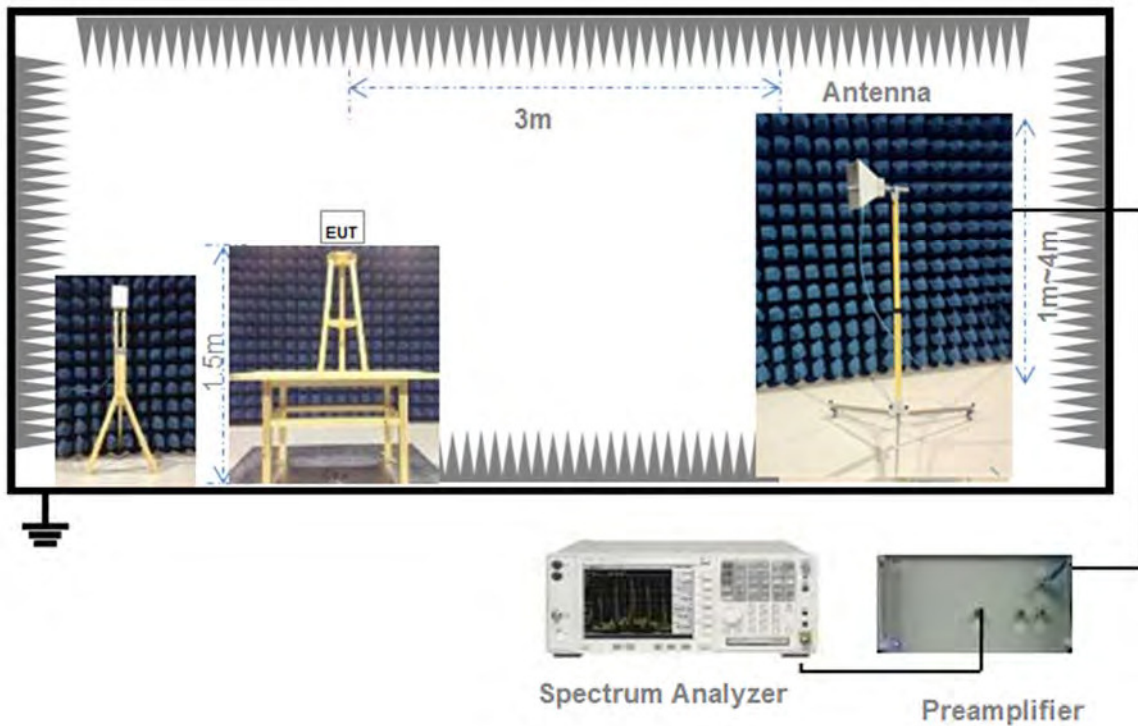 Antenna
3m
EUT
1.5m
1m~4m
Spectrum Analyzer
Preamplifier